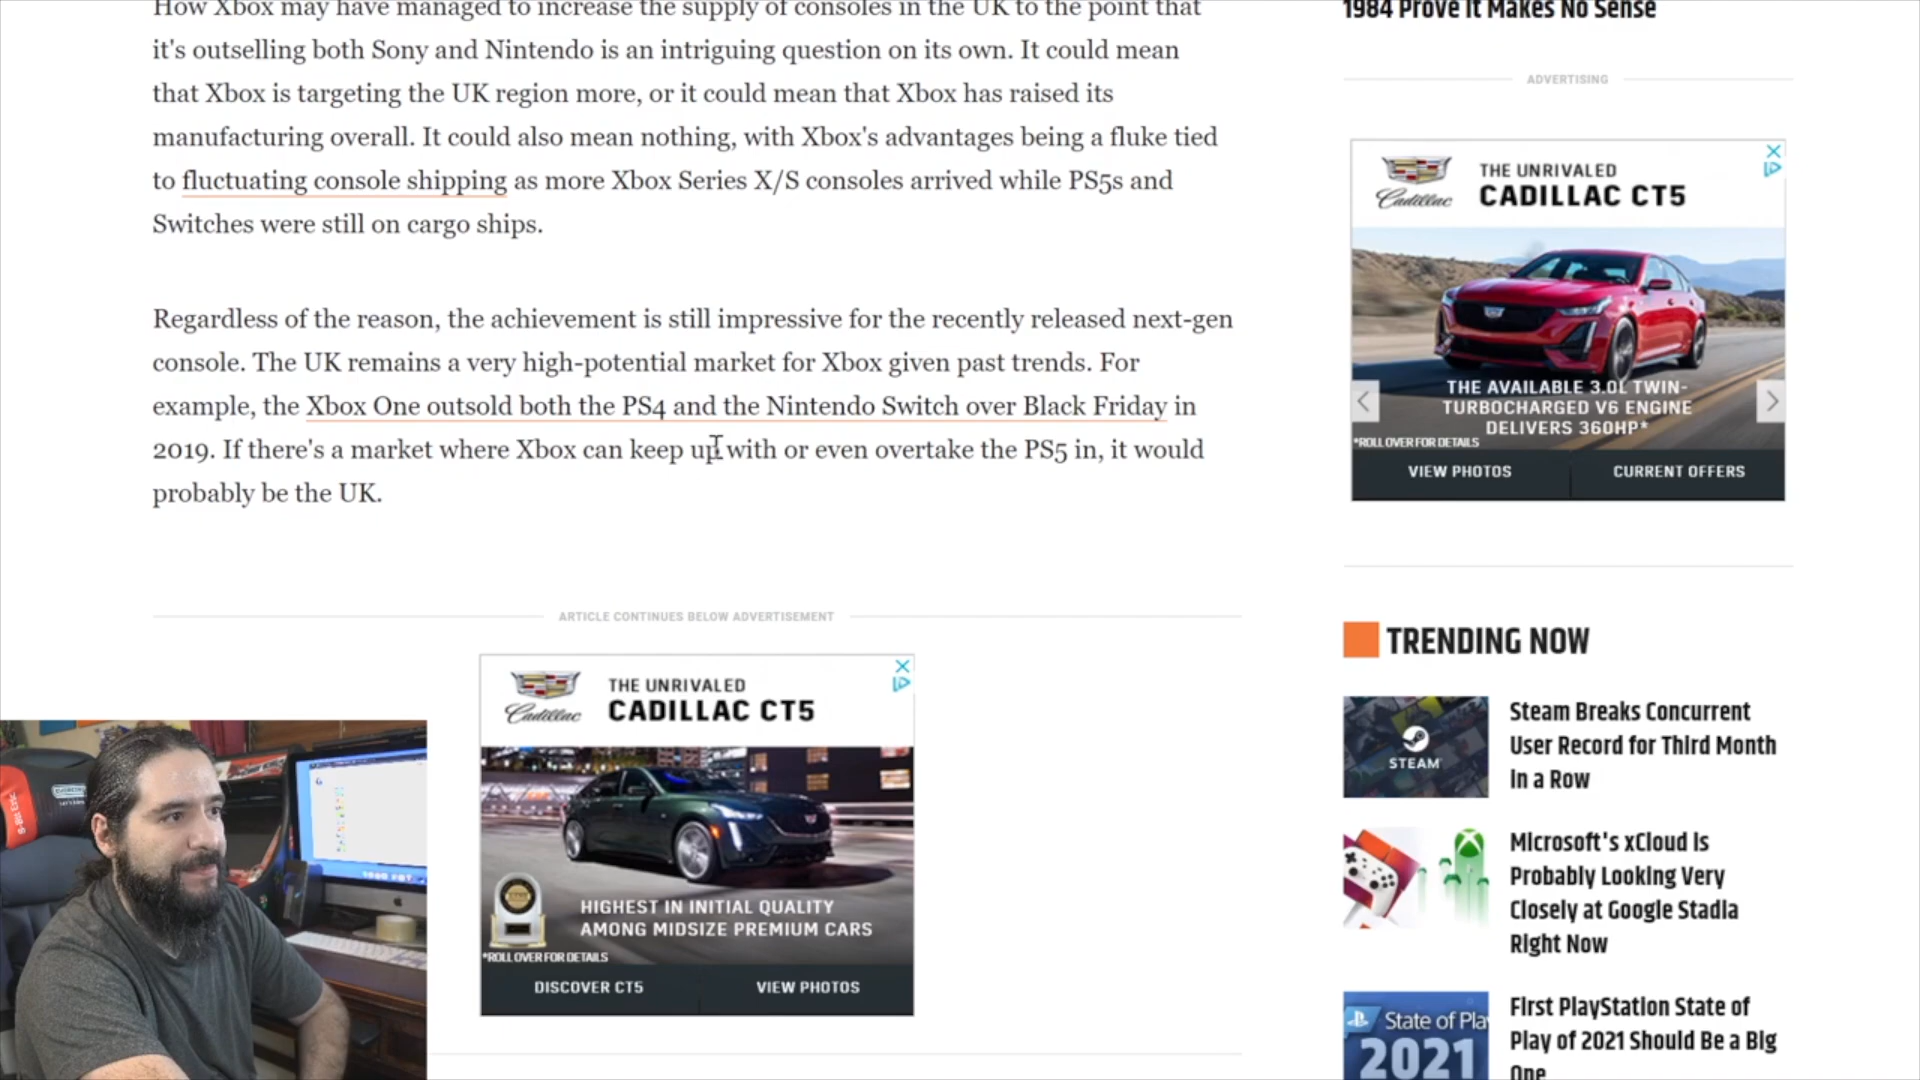 How Xbox may have managed to increase the supply of consoles in the UK to the point that
it's outselling both Sony and Nintendo is an intriguing question on its own. It could mean
that Xbox is targeting the UK region more, or it could mean that Xbox has raised its
manufacturing overall. It could also mean nothing, with Xbox's advantages being a fluke tied
to fluctuating console shipping as more Xbox Series X/S consoles arrived while PS5s and
Switches were still on cargo ships.
Regardless of the reason, the achievement is still impressive for the recently released next-gen
console. The UK remains a very high-potential market for Xbox given past trends. For
example, the Xbox One outsold both the PS4 and the Nintendo Switch over Black Friday in
2019. If there's a market where Xbox can keep up with or even overtake the PS5 in, it would
probably be the UK.
ARTICLE CONTINUES BELOW ADVERTISEMENT
Cadillac
THE UNRIVALED
CADILLAC CT5
HIGHEST IN INITIAL QUALITY
AMONG MIDSIZE PREMIUM CARS
*ROLL OVER FOR DETAILS
DISCOVER CT5
VIEW PHOTOS
1984 Prove It Makes No Sense
ADVERTISING
Cadillac
THE UNRIVALED
CADILLAC CT5
THE AVAILABLE 3.0L TWIN-
TURBOCHARGED V6 ENGINE
DELIVERS 360HP*
*ROLL OVER FOR DETAILS
VIEW PHOTOS
CURRENT OFFERS
TRENDING NOW
STEAM
Steam Breaks Concurrent
User Record for Third Month
in a Row
Microsoft's xCloud is
Probably Looking Very
Closely at Google Stadia
Right Now
State of Pla
2021
First PlayStation State of
Play of 2021 Should Be a Big
One